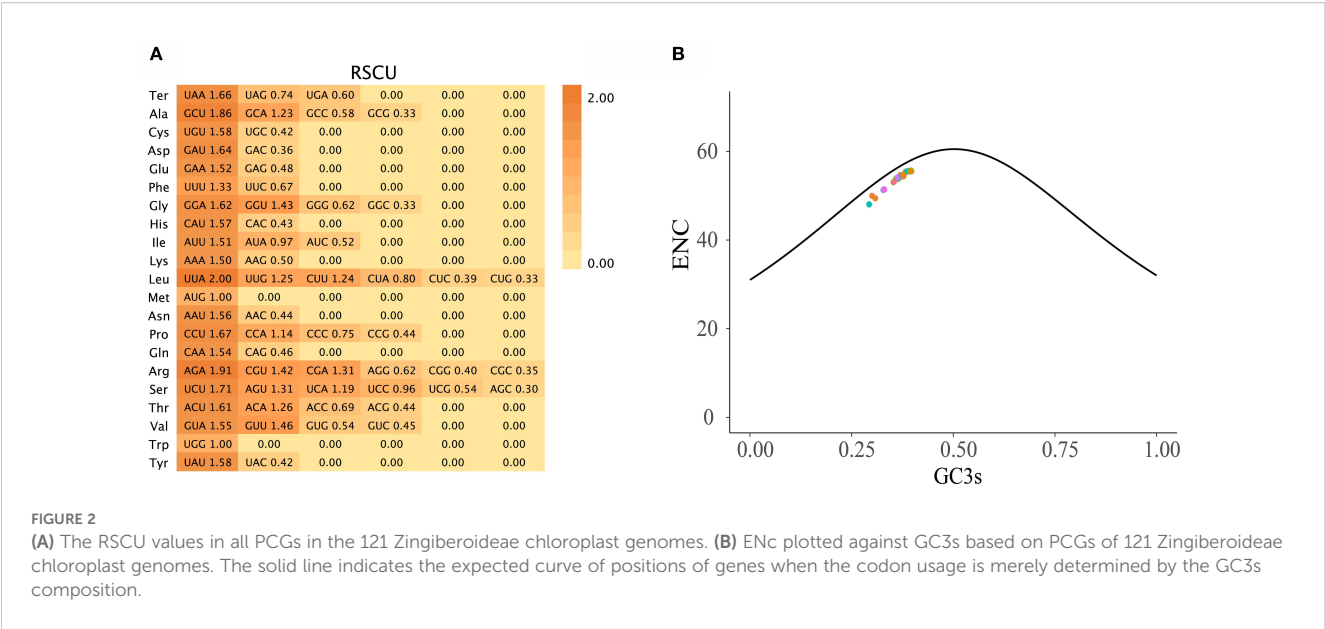 (A)
RSCU
Ter UAA 1.66 UAG 0.74 UGA 0.60 0.00 0.00 0.00
Ala GCU 1.86 GCA 1.23 GCC 0.58 GCG 0.33 0.00 0.00
Cys UGU 1.58 UGC 0.42 0.00 0.00 0.00 0.00
Asp GAU 1.64 GAC 0.36 0.00 0.00 0.00 0.00
Glu GAA 1.52 GAG 0.48 0.00 0.00 0.00 0.00
Phe UUU 1.33 UUC 0.67 0.00 0.00 0.00 0.00
Gly GGA 1.62 GGU 1.43 GGG 0.62 GGC 0.33 0.00 0.00
His CAU 1.57 CAC 0.43 0.00 0.00 0.00 0.00
Ile AUU 1.51 AUA 0.97 AUC 0.52 0.00 0.00 0.00
Lys AAA 1.50 AAG 0.50 0.00 0.00 0.00 0.00
Leu UUA 2.00 UUG 1.25 CUU 1.24 CUA 0.80 CUC 0.39 CUG 0.33
Met AUG 1.00 0.00 0.00 0.00 0.00 0.00
Asn AAU 1.56 AAC 0.44 0.00 0.00 0.00 0.00
Pro CCU 1.67 CCA 1.14 CCC 0.75 CCG 0.44 0.00 0.00
Gln CAA 1.54 CAG 0.46 0.00 0.00 0.00 0.00
Arg AGA 1.91 CGU 1.42 CGA 1.31 AGG 0.62 CGG 0.40 CGC 0.35
Ser UCU 1.71 AGU 1.31 UCA 1.19 UCC 0.96 UCG 0.54 AGC 0.30
Thr ACU 1.61 ACA 1.26 ACC 0.69 ACG 0.44 0.00 0.00
Val GUA 1.55 GUU 1.46 GUG 0.54 GUC 0.45 0.00 0.00
Trp UGG 1.00 0.00 0.00 0.00 0.00 0.00
Tyr UAU 1.58 UAC 0.42 0.00 0.00 0.00 0.00
2.00
0.00
B
ENC
60
40
20
0
0.00 0.25 0.50 0.75 1.00
GC3s
FIGURE 2
(A) The RSCU values in all PCGs in the 121 Zingiberoideae chloroplast genomes. (B) ENc plotted against GC3s based on PCGs of 121 Zingiberoideae
chloroplast genomes. The solid line indicates the expected curve of positions of genes when the codon usage is merely determined by the GC3s
composition.